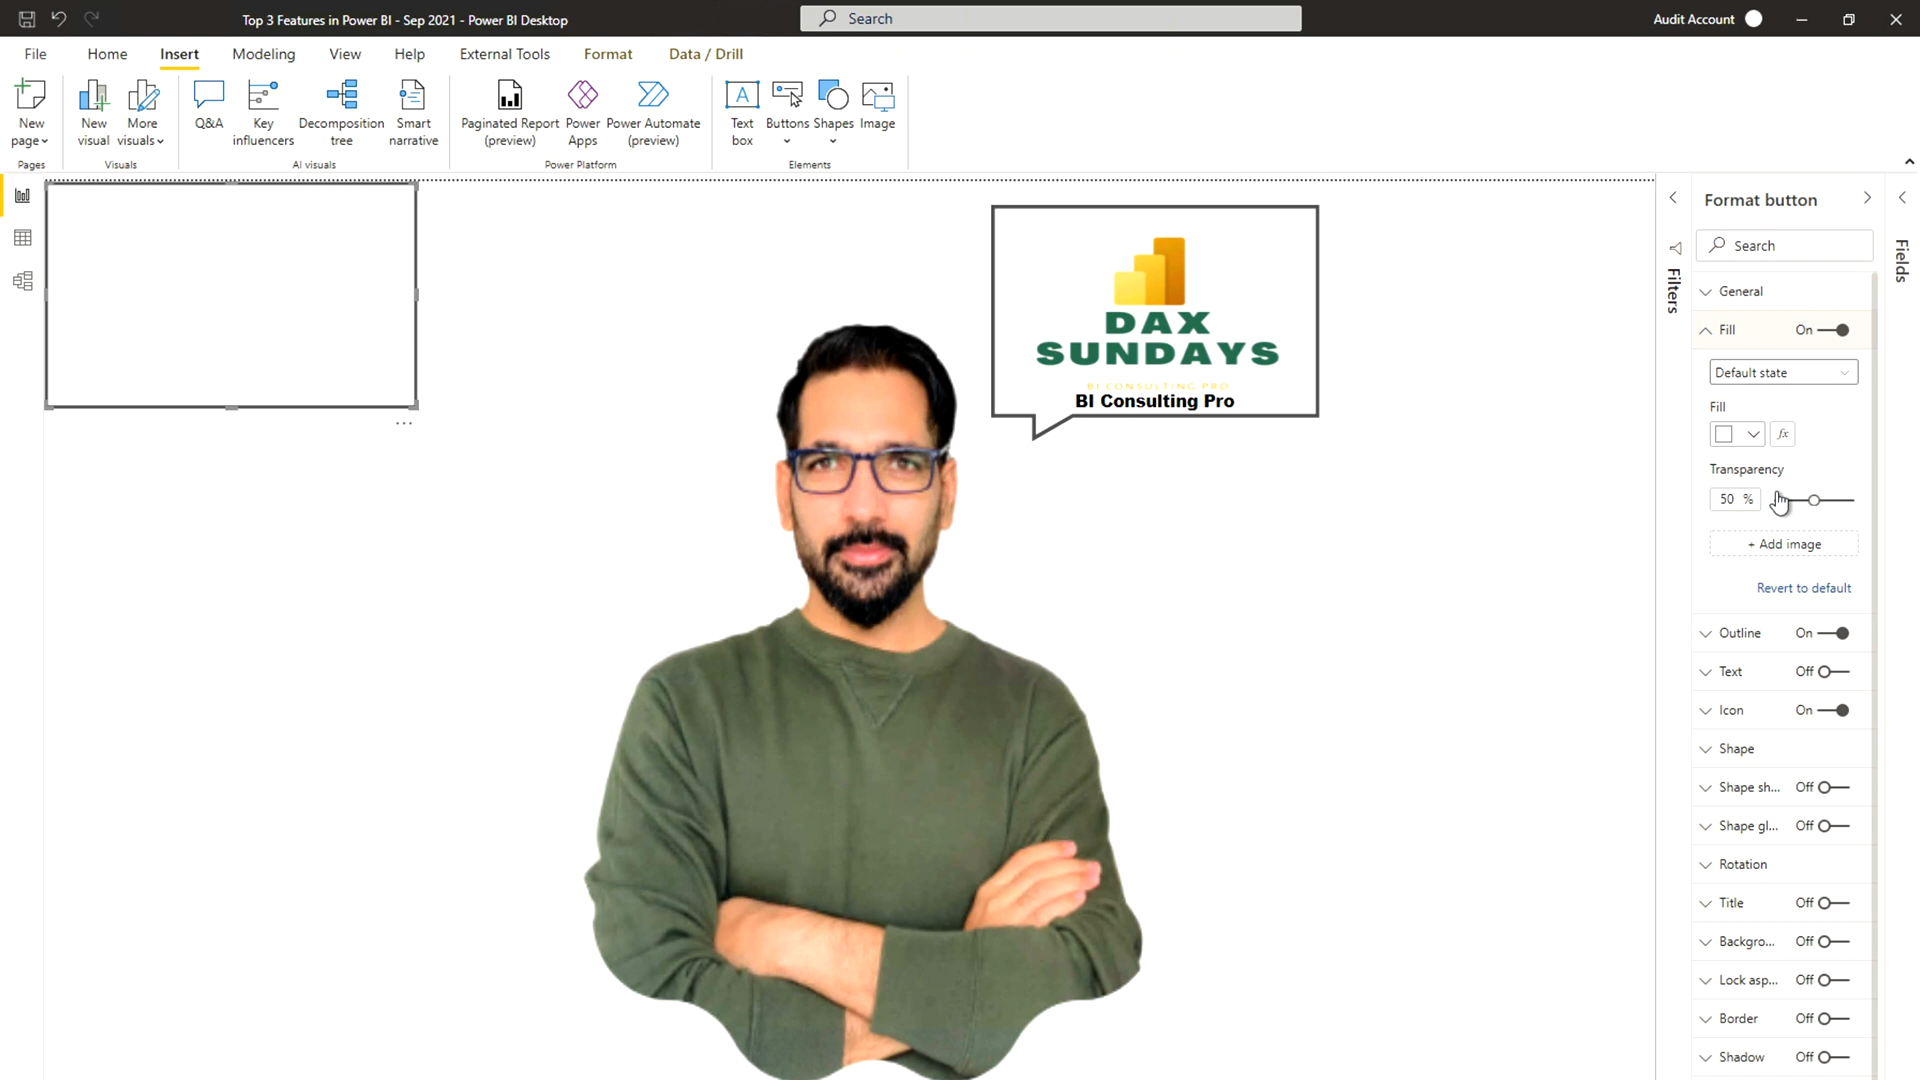 Top 3 Features in Power BI - Sep 2021 - Power BI Desktop
Search
Audit Account
File
Home
Insert
Modeling
View
Help
External Tools
Format
Data / Drill
New
page
New
visual
More
visuals
Q&A
Key
influencers
Decomposition
tree
Smart
narrative
Paginated Report
(preview)
Power
Apps
Power Automate
(preview)
Text
box
Buttons
Shapes
Image
Pages
Visuals
AI visuals
Power Platform
Elements
DAX
SUNDAYS
BI CONSULTING PRO
BI Consulting Pro
Filters
Format button
Search
General
Fill On
Default state
Fill
fx
Transparency
50 %
+ Add image
Revert to default
Outline On
Text Off
Icon On
Shape
Shape sh... Off
Shape gl... Off
Rotation
Title Off
Backgro... Off
Lock asp... Off
Border Off
Shadow Off
Fields